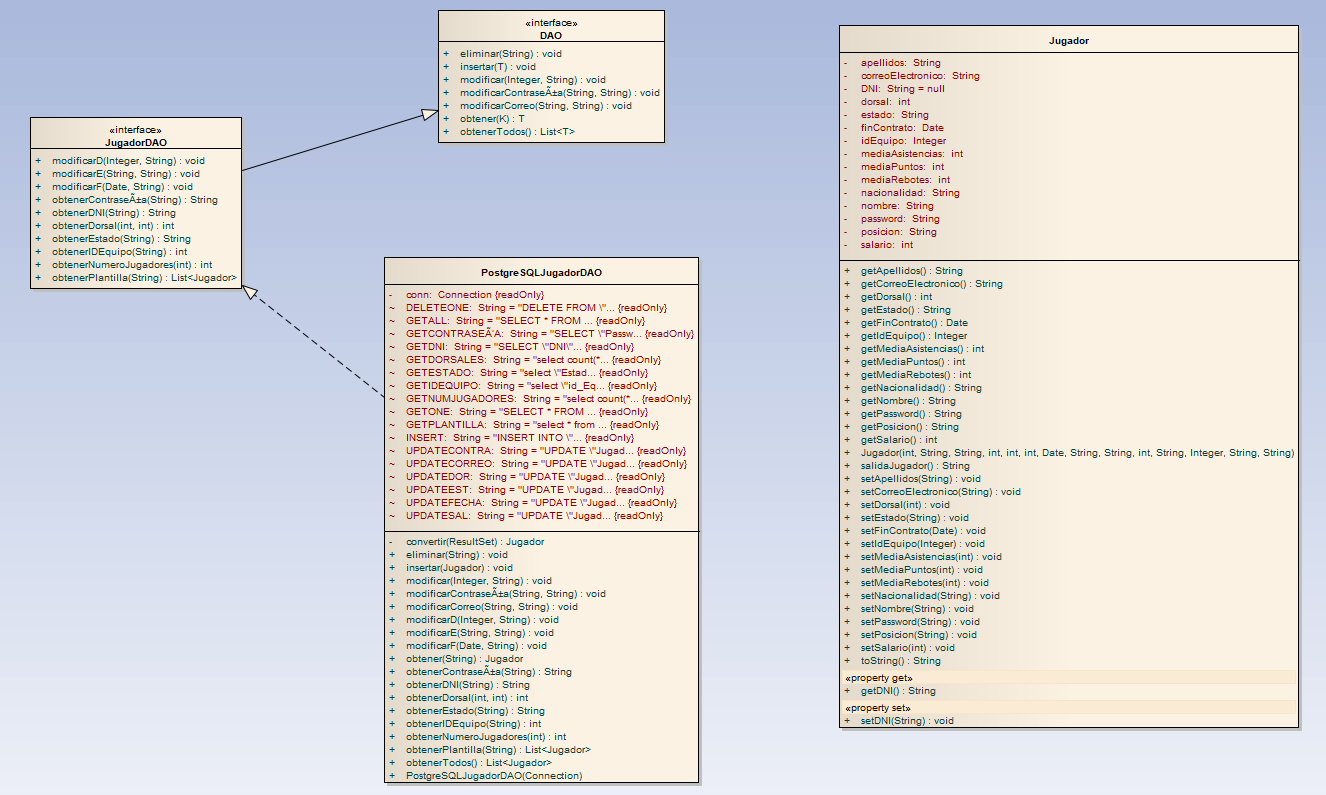 «interface»
DAO
+ eliminar(String) : void
+ insertar(T) : void
+ modificar(Integer, String) : void
+ modificarContraseÃ±a(String, String) : void
+ modificarCorreo(String, String) : void
+ obtener(K) : T
+ obtenerTodos() : List<T>
«interface»
JugadorDAO
+ modificarD(Integer, String) : void
+ modificarE(String, String) : void
+ modificarF(Date, String) : void
+ obtenerContraseÃ±a(String) : String
+ obtenerDNI(String) : String
+ obtenerDorsal(int, int) : int
+ obtenerEstado(String) : String
+ obtenerIDEquipo(String) : int
+ obtenerNumeroJugadores(int) : int
+ obtenerPlantilla(String) : List<Jugador>
PostgreSQLJugadorDAO
- conn: Connection {readOnly}
~ DELETEONE: String = "DELETE FROM \"... {readOnly}
~ GETALL: String = "SELECT * FROM ... {readOnly}
~ GETCONTRASEÃ‘A: String = "SELECT \"Passw... {readOnly}
~ GETDNI: String = "SELECT \"DNI\"... {readOnly}
~ GETDORSALES: String = "select count(*... {readOnly}
~ GETESTADO: String = "select \"Estad... {readOnly}
~ GETIDEQUIPO: String = "select \"id_Eq... {readOnly}
~ GETNUMJUGADORES: String = "select count(*... {readOnly}
~ GETONE: String = "SELECT * FROM ... {readOnly}
~ GETPLANTILLA: String = "select * from ... {readOnly}
~ INSERT: String = "INSERT INTO \"... {readOnly}
~ UPDATECONTRA: String = "UPDATE \"Jugad... {readOnly}
~ UPDATECORREO: String = "UPDATE \"Jugad... {readOnly}
~ UPDATEDOR: String = "UPDATE \"Jugad... {readOnly}
~ UPDATEEST: String = "UPDATE \"Jugad... {readOnly}
~ UPDATEFECHA: String = "UPDATE \"Jugad... {readOnly}
~ UPDATESAL: String = "UPDATE \"Jugad... {readOnly}
- convertir(ResultSet) : Jugador
+ eliminar(String) : void
+ insertar(Jugador) : void
+ modificar(Integer, String) : void
+ modificarContraseÃ±a(String, String) : void
+ modificarCorreo(String, String) : void
+ modificarD(Integer, String) : void
+ modificarE(String, String) : void
+ modificarF(Date, String) : void
+ obtener(String) : Jugador
+ obtenerContraseÃ±a(String) : String
+ obtenerDNI(String) : String
+ obtenerDorsal(int, int) : int
+ obtenerEstado(String) : String
+ obtenerIDEquipo(String) : int
+ obtenerNumeroJugadores(int) : int
+ obtenerPlantilla(String) : List<Jugador>
+ obtenerTodos() : List<Jugador>
+ PostgreSQLJugadorDAO(Connection)
Jugador
- apellidos: String
- correoElectronico: String
- DNI: String = null
- dorsal: int
- estado: String
- finContrato: Date
- idEquipo: Integer
- mediaAsistencias: int
- mediaPuntos: int
- mediaRebotes: int
- nacionalidad: String
- nombre: String
- password: String
- posicion: String
- salario: int
+ getApellidos() : String
+ getCorreoElectronico() : String
+ getDorsal() : int
+ getEstado() : String
+ getFinContrato() : Date
+ getIdEquipo() : Integer
+ getMediaAsistencias() : int
+ getMediaPuntos() : int
+ getMediaRebotes() : int
+ getNacionalidad() : String
+ getNombre() : String
+ getPassword() : String
+ getPosicion() : String
+ getSalario() : int
+ Jugador(int, String, String, int, int, int, Date, String, String, int, String, Integer, String, String)
+ salidaJugador() : String
+ setApellidos(String) : void
+ setCorreoElectronico(String) : void
+ setDorsal(int) : void
+ setEstado(String) : void
+ setFinContrato(Date) : void
+ setIdEquipo(Integer) : void
+ setMediaAsistencias(int) : void
+ setMediaPuntos(int) : void
+ setMediaRebotes(int) : void
+ setNacionalidad(String) : void
+ setNombre(String) : void
+ setPassword(String) : void
+ setPosicion(String) : void
+ setSalario(int) : void
+ toString() : String
«property get»
+ getDNI() : String
«property set»
+ setDNI(String) : void